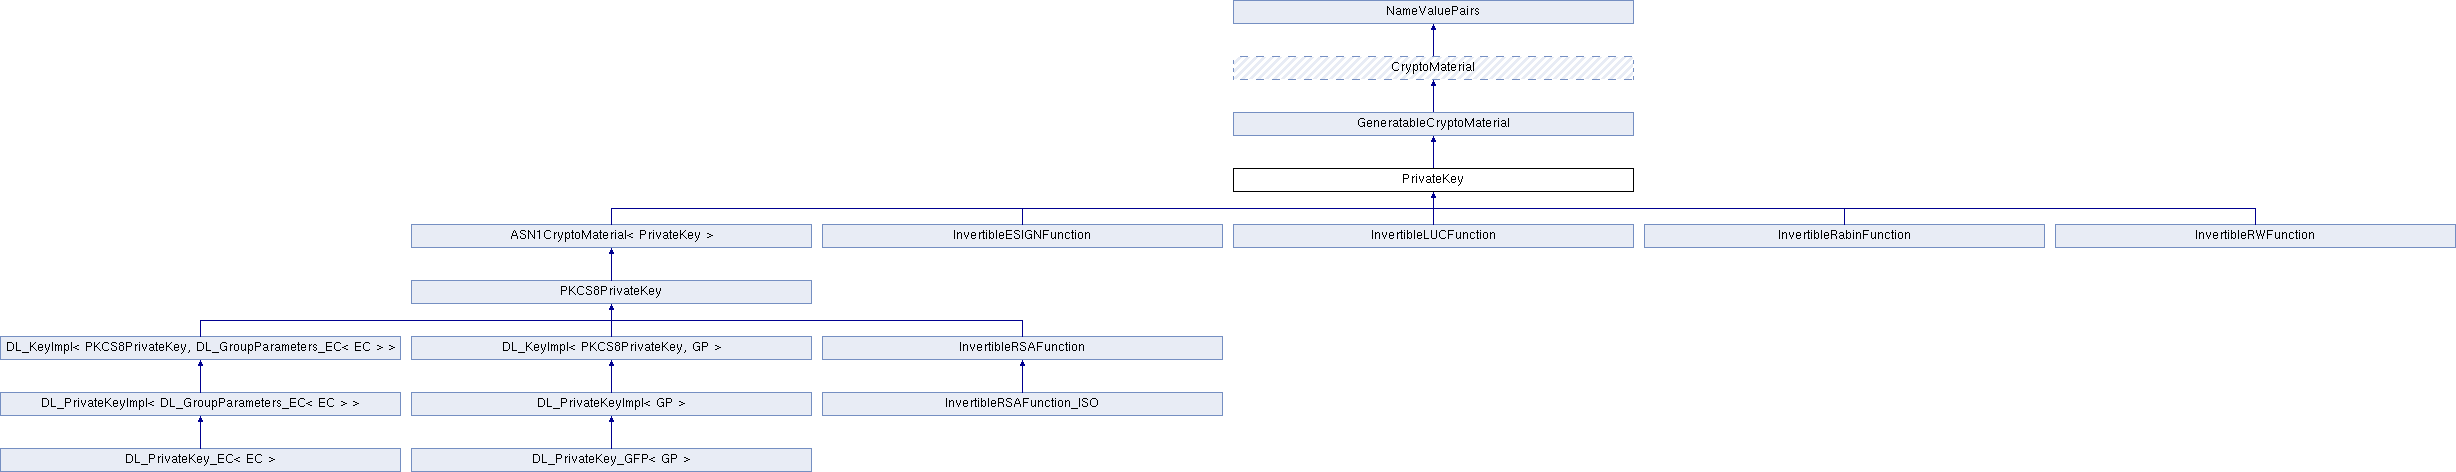 NameValuePairs
CryptoMaterial
GeneratableCryptoMaterial
PrivateKey
ASN1CryptoMaterial< PrivateKey >
InvertibleESIGNFunction
InvertibleLUCFunction
InvertibleRabinFunction
InvertibleRWFunction
PKCS8PrivateKey
DL_KeyImpl< PKCS8PrivateKey, DL_GroupParameters_EC< EC > >
DL_KeyImpl< PKCS8PrivateKey, GP >
InvertibleRSAFunction
DL_PrivateKeyImpl< DL_GroupParameters_EC< EC > >
DL_PrivateKeyImpl< GP >
InvertibleRSAFunction_ISO
DL_PrivateKey_EC< EC >
DL_PrivateKey_GFP< GP >